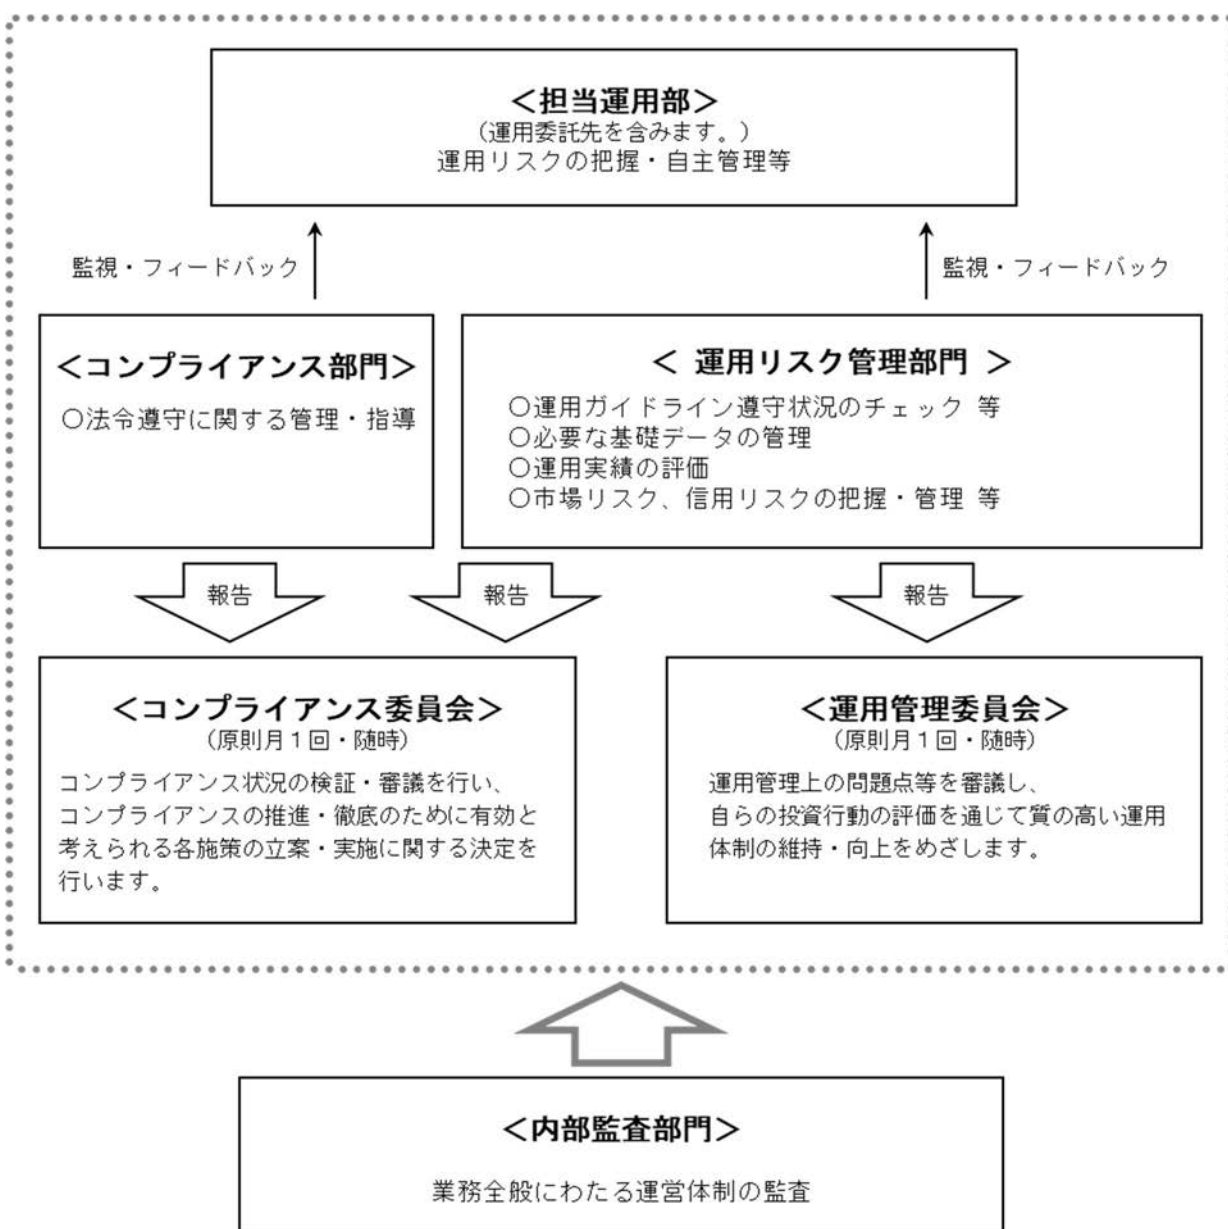 ＜担当運用部＞
（運用委託先を含みます。）
運用リスクの把握・自主管理等
監視・フィードバック
監視・フィードバック
＜コンプライアンス部門＞
○法令遵守に関する管理・指導
＜ 運用リスク管理部門 ＞
○運用ガイドライン遵守状況のチェック 等
○必要な基礎データの管理
○運用実績の評価
○市場リスク、信用リスクの把握・管理 等
報告
報告
報告
＜コンプライアンス委員会＞
（原則月１回・随時）
コンプライアンス状況の検証・審議を行い、
コンプライアンスの推進・徹底のために有効と
考えられる各施策の立案・実施に関する決定を
行います。
＜運用管理委員会＞
（原則月１回・随時）
運用管理上の問題点等を審議し、
自らの投資行動の評価を通じて質の高い運用
体制の維持・向上をめざします。
＜内部監査部門＞
業務全般にわたる運営体制の監査